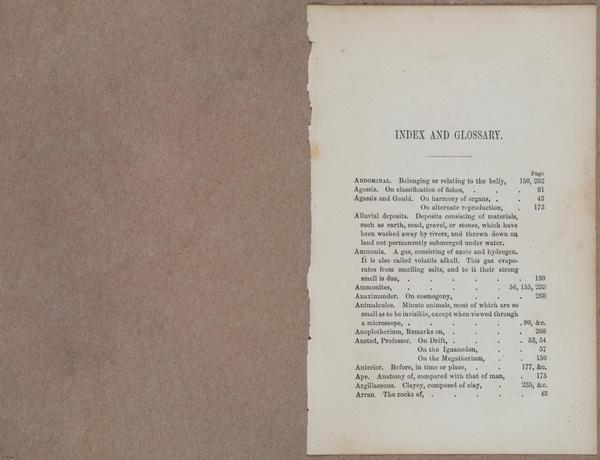 INDEX AND GLOSSARY.
Page
ABDOMINAL. Belonging or relating to the belly, 150, 282
Agassiz. On classification of fishes, . . . 81
Agassiz and Gould. On harmony of organs, . . 43
On alternate reproduction, . 173
Alluvial deposits. Deposits consisting of materials,
such as earth, sand, gravel, or stones, which have
been washed away by rivers, and thrown down on
land not permanently submerged under water.
Ammonia. A gas, consisting of azote and hydrogen.
It is also called volatile alkali. This gas evapo-
rates from smelling salts, and to it their strong
smell is due, . . . . . . 199
Ammonites, . . . . . 56, 155, 233
Anaximander. On cosmogony, . . 268
Animalcules. Minute animals, most of which are so
small as to be invisible, except when viewed through
a microscope, . . . . . . 90, &c.
Anoplotherium, Remarks on, . . . . 260
Ansted, Professor. On Drift, . . . . 53, 54
On the Iguanodon, . . 57
On the Megatherium, . . 150
Anterior. Before, in time or place, . . 177, &c.
Ape. Anatomy of, compared with that of man, . 175
Argillaceous. Clayey, composed of clay, . 235, &c.
Arran. The rocks of, . . . . . 48